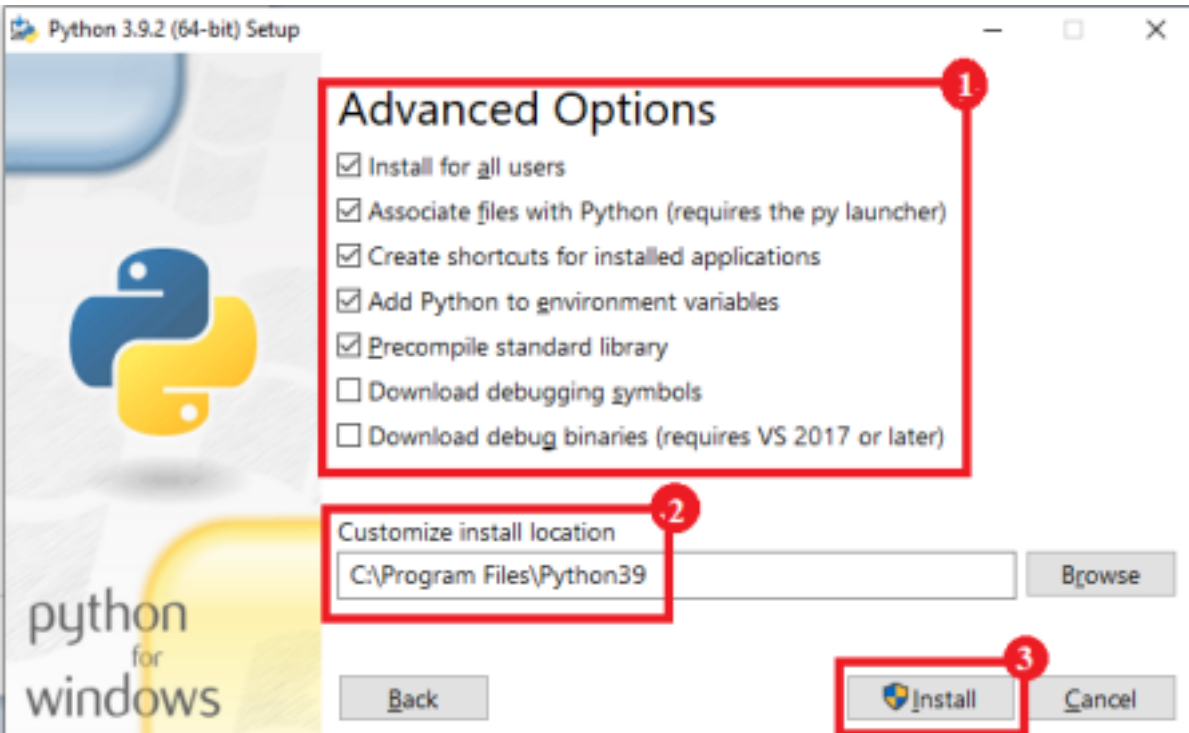 Python 3.9.2 (64-bit) Setup
1
Advanced Options
Install for all users
Associate files with Python (requires the py launcher)
Create shortcuts for installed applications
Add Python to environment variables
Precompile standard library
Download debugging symbols
Download debug binaries (requires VS 2017 or later)
2
Customize install location
C:\Program Files\Python39
Browse
python
for
windows
3
Back
Install
Cancel